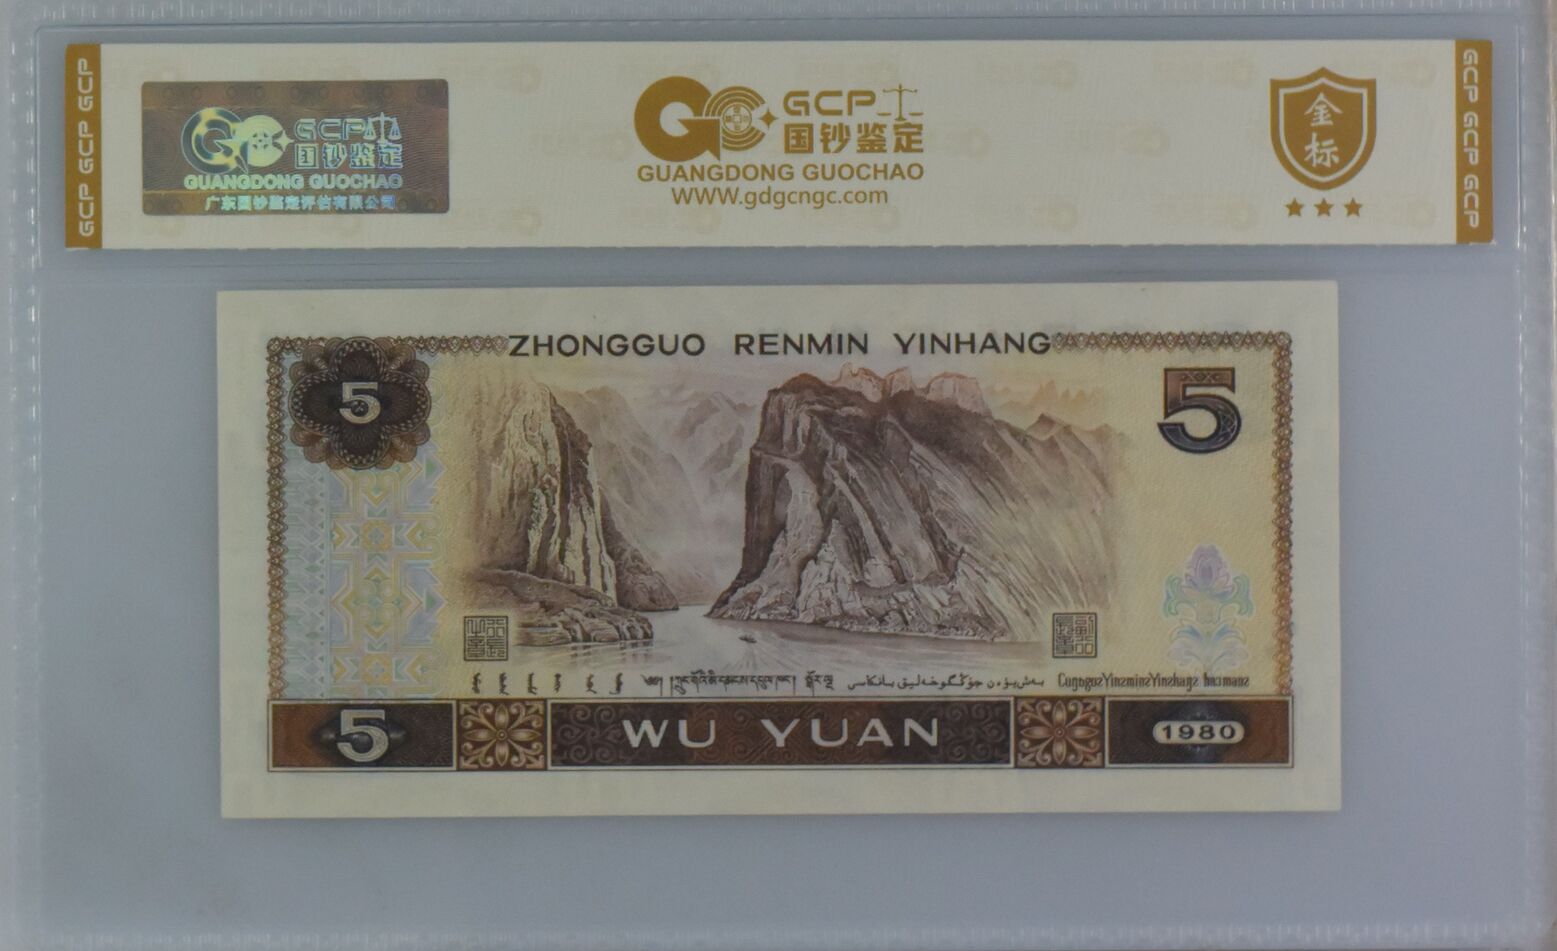 GCP GCP GCP
GCP
国钞鉴定
GUANGDONG GUOCHAO
广东国钞鉴定评估有限公司
GCP
国钞鉴定
GUANGDONG GUOCHAO
WWW.gdgcngc.com
金标
GCP GCP GCP
ZHONGGUO RENMIN YINHANG
5
5
5
WU YUAN
1980